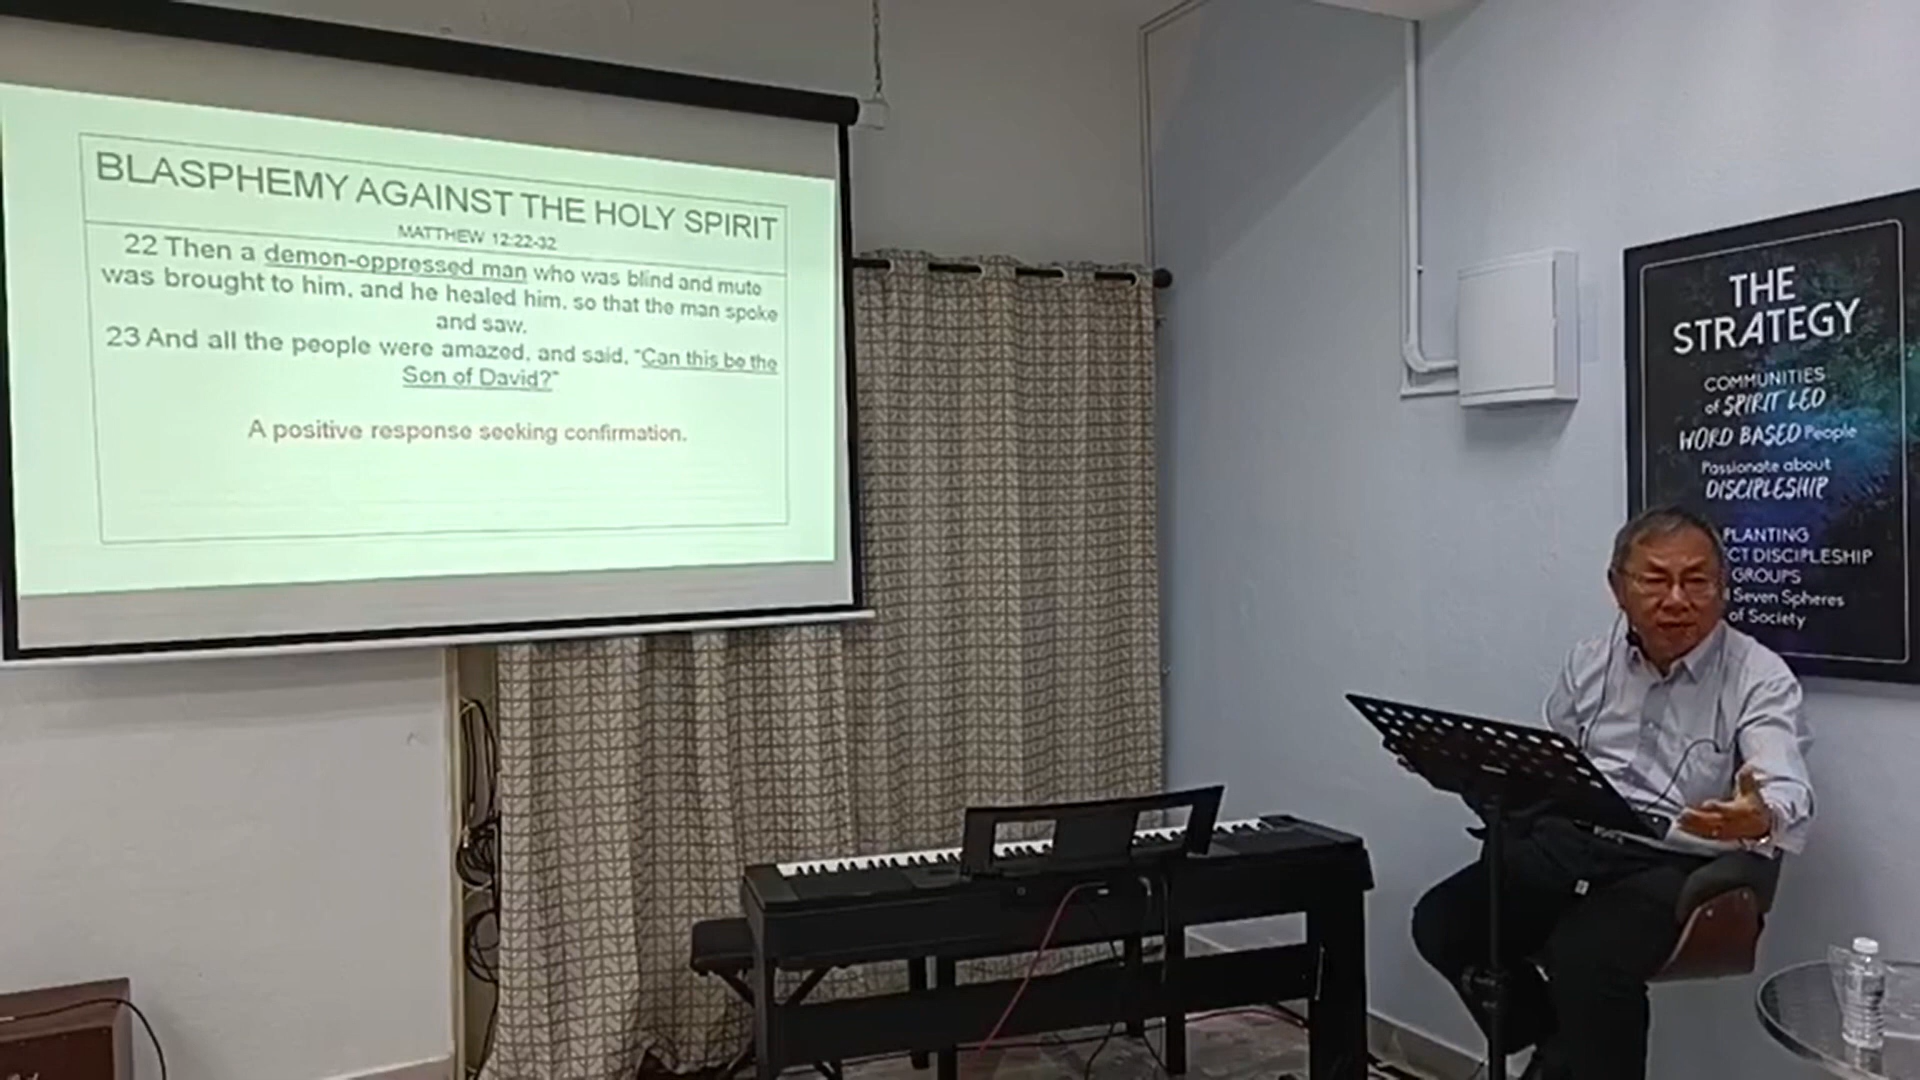 BLASPHEMY AGAINST THE HOLY SPIRIT
MATTHEW 12:22-32
22 Then a demon-oppressed man who was blind and mute
was brought to him, and he healed him, so that the man spoke
and saw.
23 And all the people were amazed, and said, "Can this be the
Son of David?"
A positive response seeking confirmation.
THE
STRATEGY
COMMUNITIES
of SPIRIT LED
WORD BASED People
Passionate about
DISCIPLESHIP
PLANTING
CT DISCIPLESHIP
GROUPS
Seven Spheres
of Society